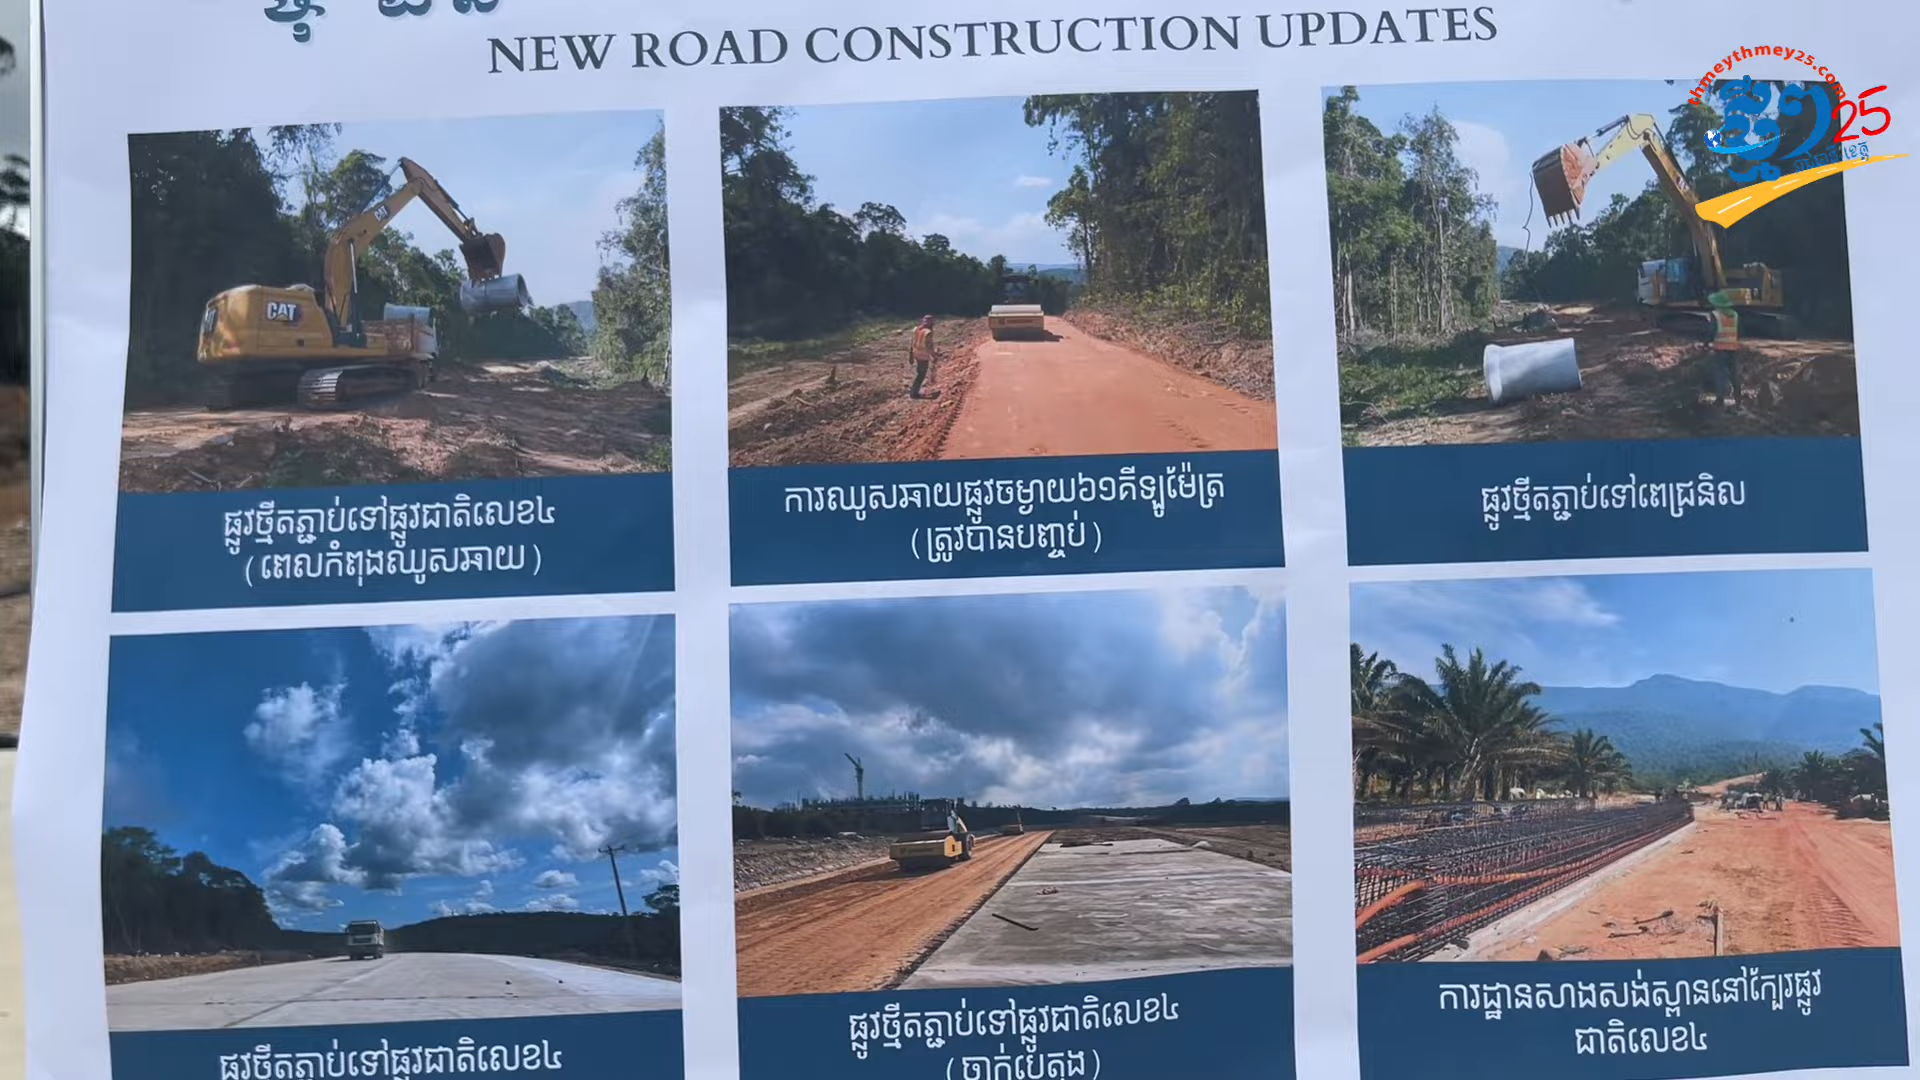 NEW ROAD CONSTRUCTION UPDATES
thmeythmey25.com
25
CAT
ផ្លូវថ្មីតភ្ជាប់ទៅផ្លូវជាតិលេខ៤
(ពេលកំពុងឈូសឆាយ)
ការឈូសឆាយផ្លូវចម្ងាយ៦១គីឡូម៉ែត្រ
(ត្រូវបានបញ្ចប់)
ផ្លូវថ្មីតភ្ជាប់ទៅពេជ្រនិល
ផ្លូវថ្មីតភ្ជាប់ទៅផ្លូវជាតិលេខ៤
ផ្លូវថ្មីតភ្ជាប់ទៅផ្លូវជាតិលេខ៤
(ចាក់បេតុង)
ការដ្ឋានសាងសង់ស្ពាននៅក្បែរផ្លូវ
ជាតិលេខ៤